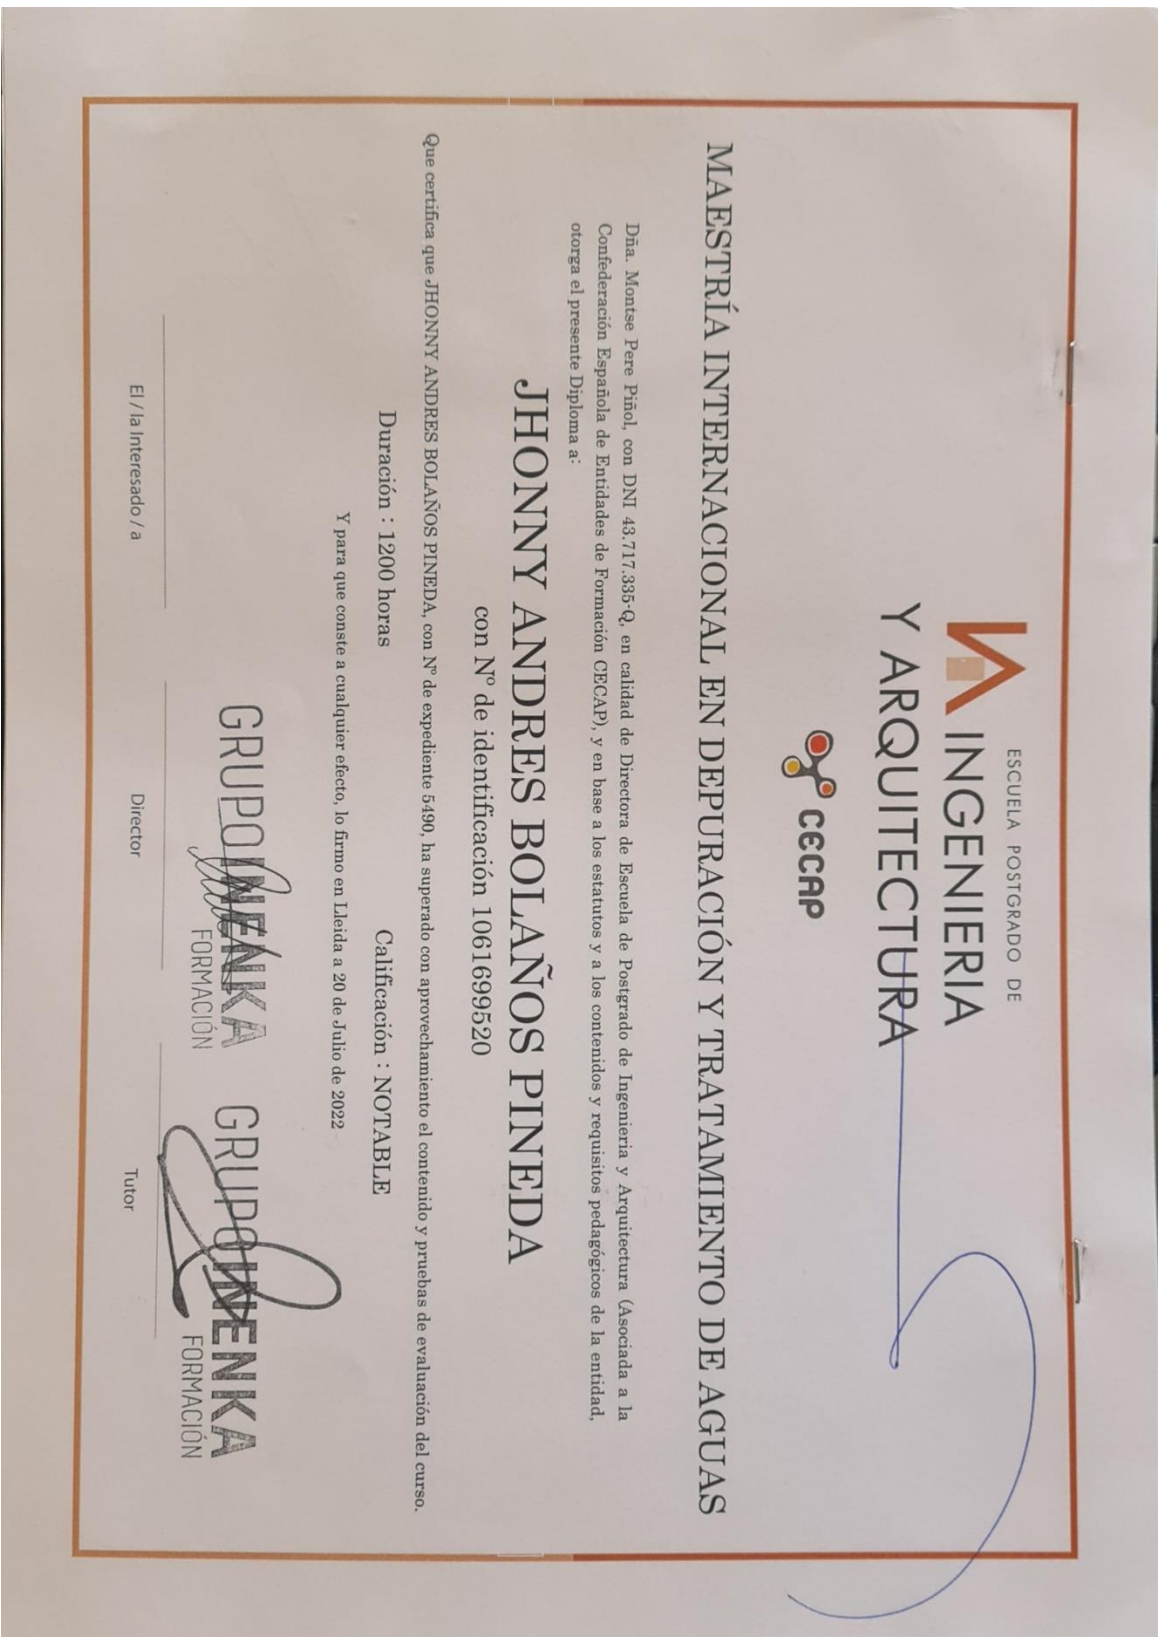 ESCUELA POSTGRADO DE
INGENIERIA
Y ARQUITECTURA
CECAP
MAESTRÍA INTERNACIONAL EN DEPURACIÓN Y TRATAMIENTO DE AGUAS
Dña. Montse Pere Piñol, con DNI 43.717.335-Q, en calidad de Directora de Escuela de Postgrado de Ingenieria y Arquitectura (Asociada a la
Confederación Española de Entidades de Formación CECAP), y en base a los estatutos y a los contenidos y requisitos pedagógicos de la entidad,
otorga el presente Diploma a:
JHONNY ANDRES BOLAÑOS PINEDA
con Nº de identificación 1061699520
Que certifica que JHONNY ANDRES BOLAÑOS PINEDA, con Nº de expediente 5490, ha superado con aprovechamiento el contenido y pruebas de evaluación del curso.
Duración : 1200 horas Calificación : NOTABLE
Y para que conste a cualquier efecto, lo firmo en Lleida a 20 de Julio de 2022
GRUPO INENKA GRUPO INENKA
FORMACIÓN FORMACIÓN
El / la Interesado / a Director Tutor